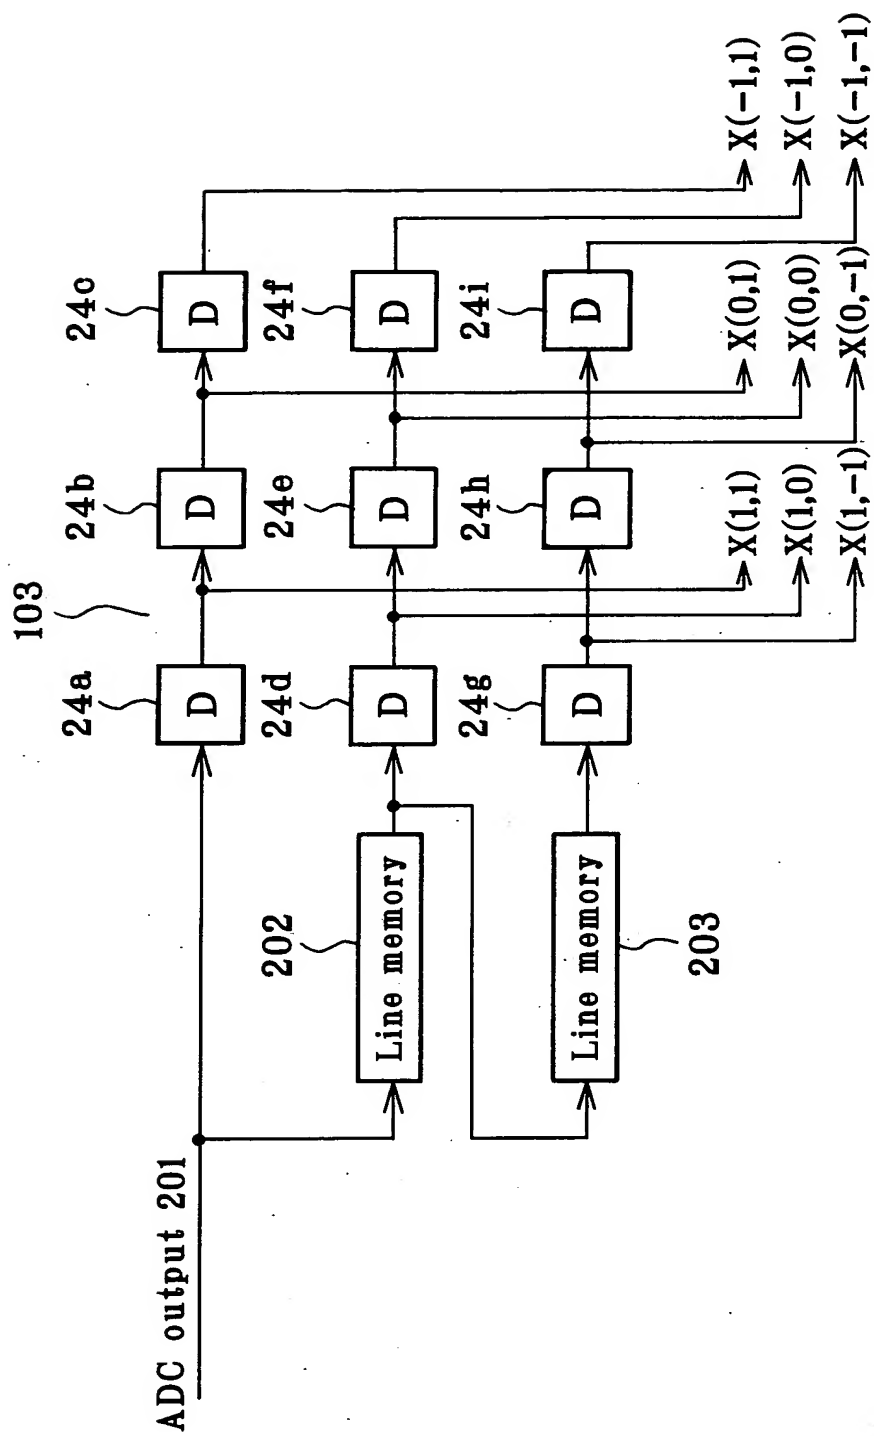 103
24a
24b
24c
D
D
D
24d
24e
24f
D
D
D
24g
24h
24i
D
D
D
ADC output 201
202
Line memory
Line memory
203
X(1,1)
X(0,1)
X(-1,1)
X(1,0)
X(0,0)
X(-1,0)
X(1,-1)
X(0,-1)
X(-1,-1)